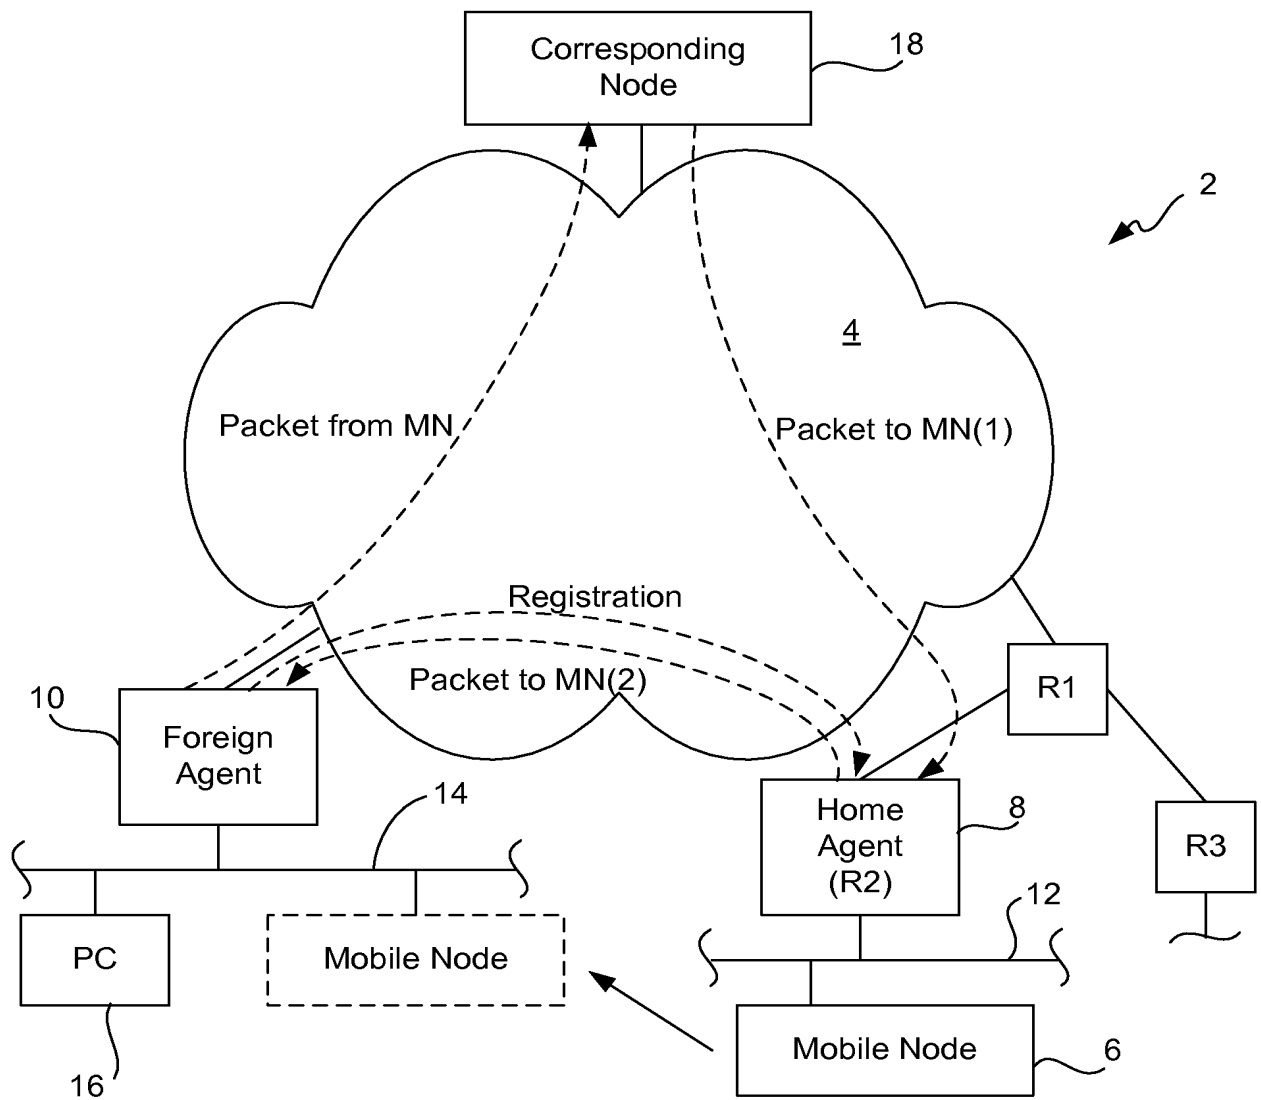 Corresponding
Node
18
2
4
Packet from MN
Packet to MN(1)
Registration
Packet to MN(2)
R1
10
Foreign
Agent
14
Home
Agent
(R2)
8
R3
12
PC
Mobile Node
Mobile Node
6
16